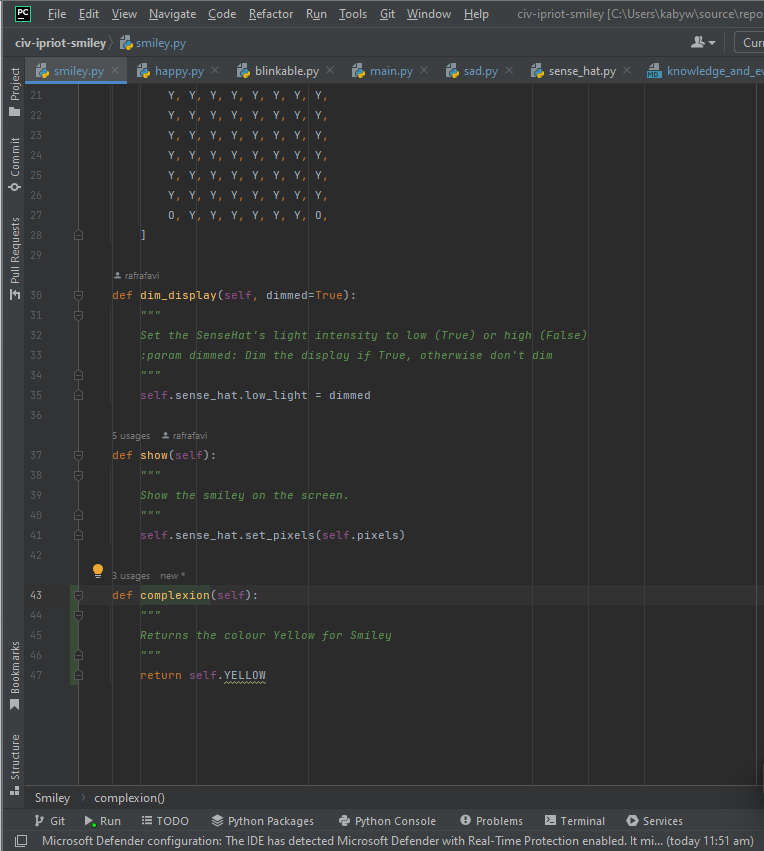 PC File Edit View Navigate Code Refactor Run Tools Git Window Help civ-ipriot-smiley [C:\Users\kabyw\source\repo
civ-ipriot-smiley smiley.py Curr
smiley.py happy.py blinkable.py main.py sad.py sense_hat.py knowledge_and_ev
Project
Commit
Pull Requests
Bookmarks
Structure
21 Y, Y, Y, Y, Y, Y, Y, Y,
22 Y, Y, Y, Y, Y, Y, Y, Y,
23 Y, Y, Y, Y, Y, Y, Y, Y,
24 Y, Y, Y, Y, Y, Y, Y, Y,
25 Y, Y, Y, Y, Y, Y, Y, Y,
26 Y, Y, Y, Y, Y, Y, Y, Y,
27 O, Y, Y, Y, Y, Y, Y, O,
28 ]
29
rafrafavi
30 def dim_display(self, dimmed=True):
31 """
32 Set the SenseHat's light intensity to low (True) or high (False)
33 :param dimmed: Dim the display if True, otherwise don't dim
34 """
35 self.sense_hat.low_light = dimmed
36
5 usages rafrafavi
37 def show(self):
38 """
39 Show the smiley on the screen.
40 """
41 self.sense_hat.set_pixels(self.pixels)
42
3 usages new *
43 def complexion(self):
44 """
45 Returns the colour Yellow for Smiley
46 """
47 return self.YELLOW
Smiley complexion()
Git Run TODO Python Packages Python Console Problems Terminal Services
Microsoft Defender configuration: The IDE has detected Microsoft Defender with Real-Time Protection enabled. It mi... (today 11:51 am)